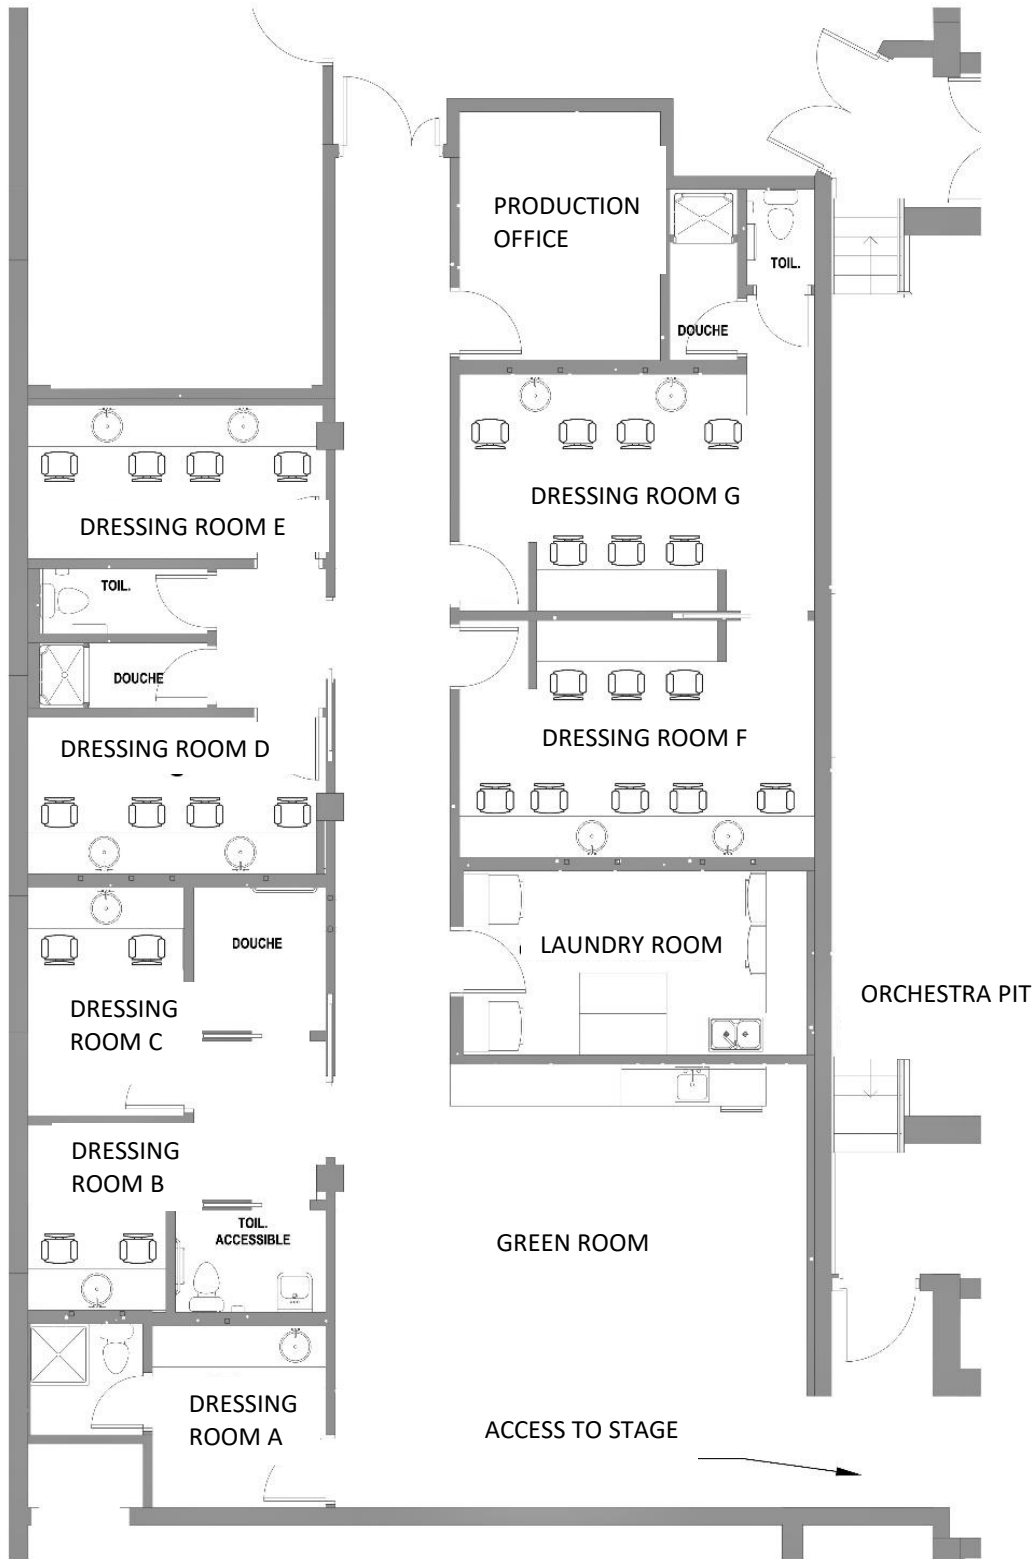 PRODUCTION
OFFICE
TOIL.
DOUCHE
DRESSING ROOM G
DRESSING ROOM E
TOIL.
DOUCHE
DRESSING ROOM D
DRESSING ROOM F
DOUCHE
LAUNDRY ROOM
ORCHESTRA PIT
DRESSING
ROOM C
DRESSING
ROOM B
TOIL.
ACCESSIBLE
GREEN ROOM
DRESSING
ROOM A
ACCESS TO STAGE